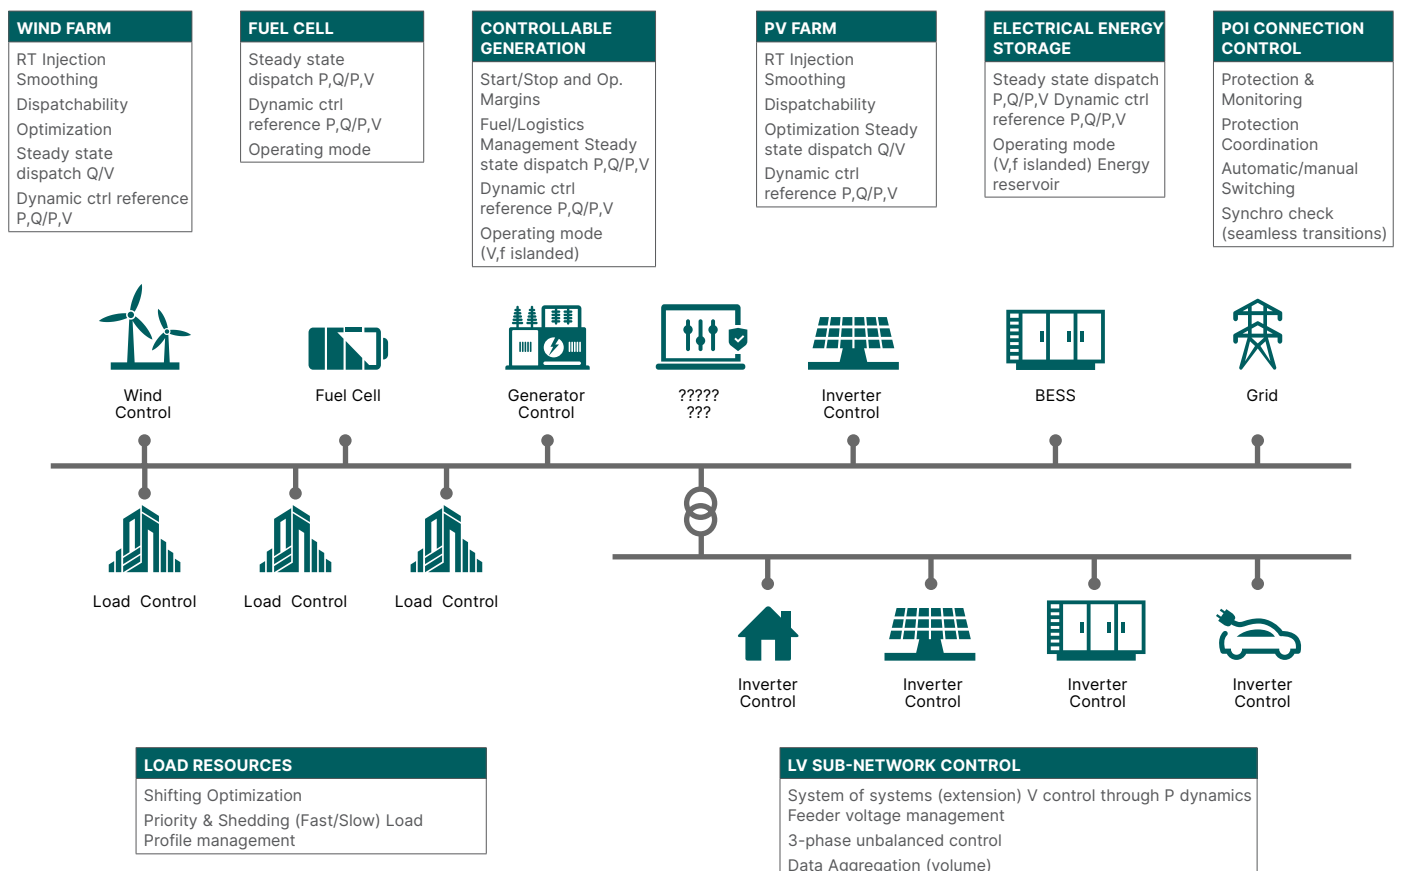 WIND FARM
RT Injection
Smoothing
Dispatchability
Optimization
Steady state
dispatch Q/V
Dynamic ctrl reference
P,Q/P,V
FUEL CELL
Steady state
dispatch P,Q/P,V
Dynamic ctrl
reference P,Q/P,V
Operating mode
CONTROLLABLE
GENERATION
Start/Stop and Op.
Margins
Fuel/Logistics
Management Steady
state dispatch P,Q/P,V
Dynamic ctrl
reference P,Q/P,V
Operating mode
(V,f islanded)
PV FARM
RT Injection
Smoothing
Dispatchability
Optimization Steady
state dispatch Q/V
Dynamic ctrl
reference P,Q/P,V
ELECTRICAL ENERGY
STORAGE
Steady state dispatch
P,Q/P,V Dynamic ctrl
reference P,Q/P,V
Operating mode
(V,f islanded) Energy
reservoir
POI CONNECTION
CONTROL
Protection &
Monitoring
Protection
Coordination
Automatic/manual
Switching
Synchro check
(seamless transitions)
Wind
Control
Fuel Cell
Generator
Control
?????
???
Inverter
Control
BESS
Grid
Load Control
Load Control
Load Control
Inverter
Control
Inverter
Control
Inverter
Control
Inverter
Control
LOAD RESOURCES
Shifting Optimization
Priority & Shedding (Fast/Slow) Load
Profile management
LV SUB-NETWORK CONTROL
System of systems (extension) V control through P dynamics
Feeder voltage management
3-phase unbalanced control
Data Aggregation (volume)